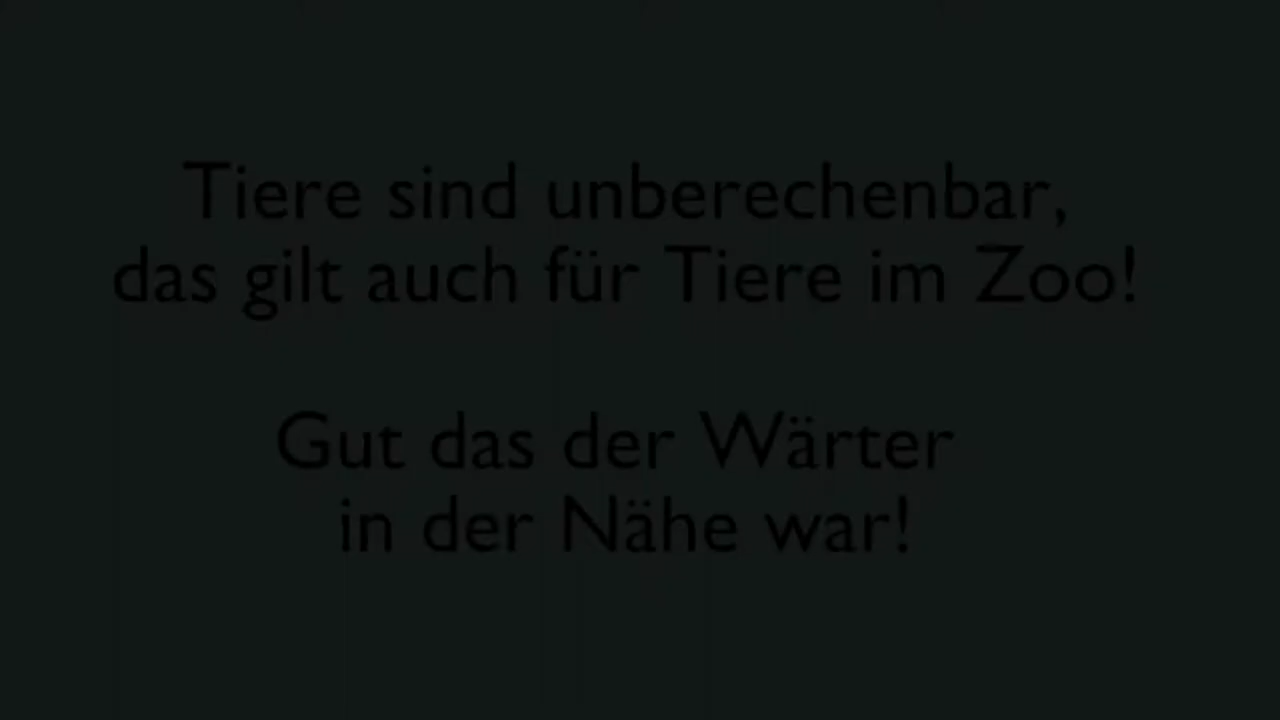 Tiere sind unberechenbar,
das gilt auch für Tiere im Zoo!
Gut das der Wärter
in der Nähe war!